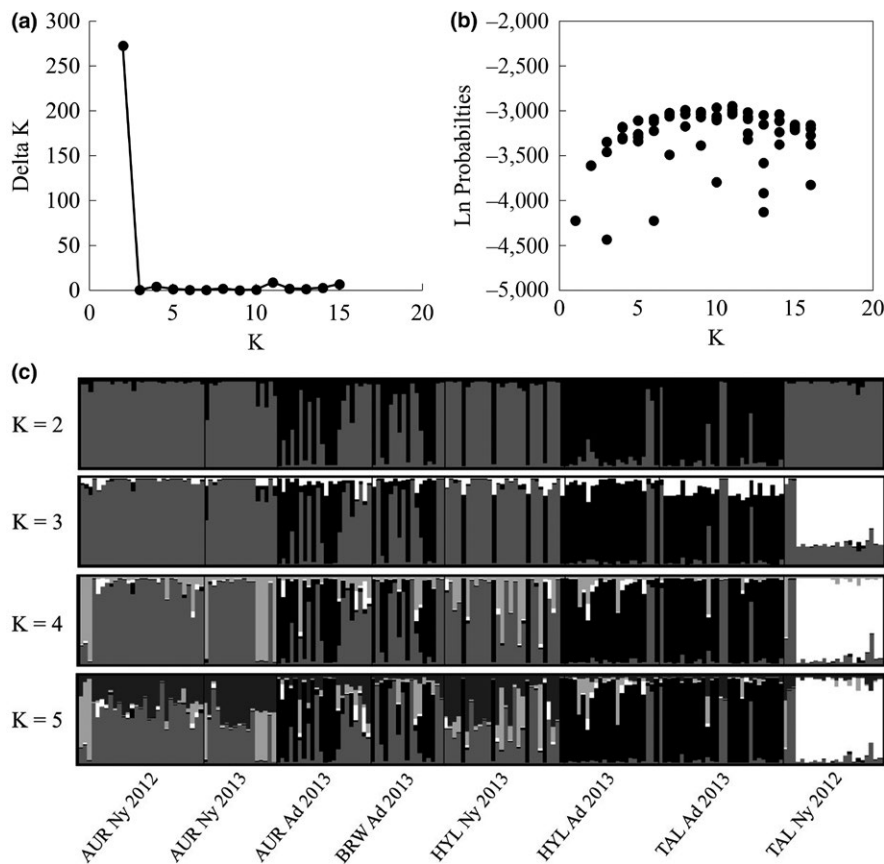 (a)
300
250
200
150
100
50
0
Delta K
0 5 10 15 20
K
(b)
−2,000
−2,500
−3,000
−3,500
−4,000
−4,500
−5,000
Ln Probabilties
0 5 10 15 20
K
(c)
K = 2
K = 3
K = 4
K = 5
AUR Ny 2012
AUR Ny 2013
AUR Ad 2013
BRW Ad 2013
HYL Ny 2013
HYL Ad 2013
TAL Ad 2013
TAL Ny 2012